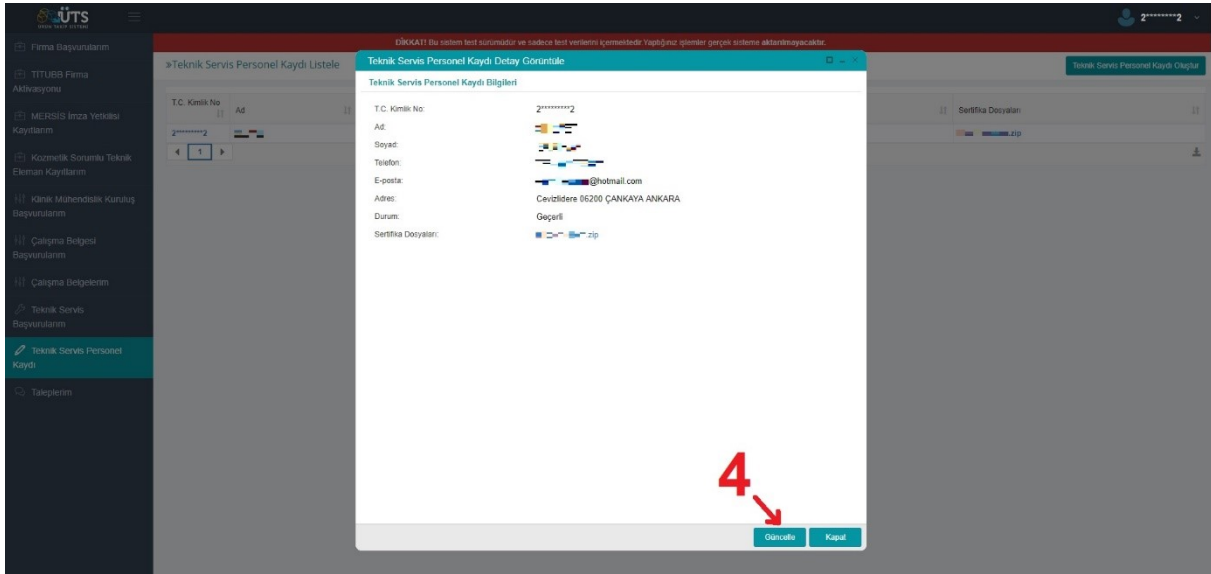 ÜTS
ÜRÜN TAKİP SİSTEMİ
2********2
DİKKAT! Bu sistem test sürümüdür ve sadece test verilerini içermektedir.Yaptığınız işlemler gerçek sisteme aktarılmayacaktır.
Firma Başvurularım
TITUBB Firma
Aktivasyonu
MERSİS İmza Yetkilisi
Kayıtlarım
Kozmetik Sorumlu Teknik
Eleman Kayıtlarım
Klinik Mühendislik Kuruluş
Başvurularım
Çalışma Belgesi
Başvurularım
Çalışma Belgelerim
Teknik Servis
Başvurularım
Teknik Servis Personel
Kaydı
Taleplerim
»Teknik Servis Personel Kaydı Listele
Teknik Servis Personel Kaydı Oluştur
T.C. Kimlik No
Ad
Sertifika Dosyaları
2*********2
.zip
1
Teknik Servis Personel Kaydı Detay Görüntüle
Teknik Servis Personel Kaydı Bilgileri
T.C. Kimlik No: 2*********2
Ad:
Soyad:
Telefon:
E-posta: @hotmail.com
Adres: Cevizlidere 06200 ÇANKAYA ANKARA
Durum: Geçerli
Sertifika Dosyaları: .zip
4
Güncelle
Kapat